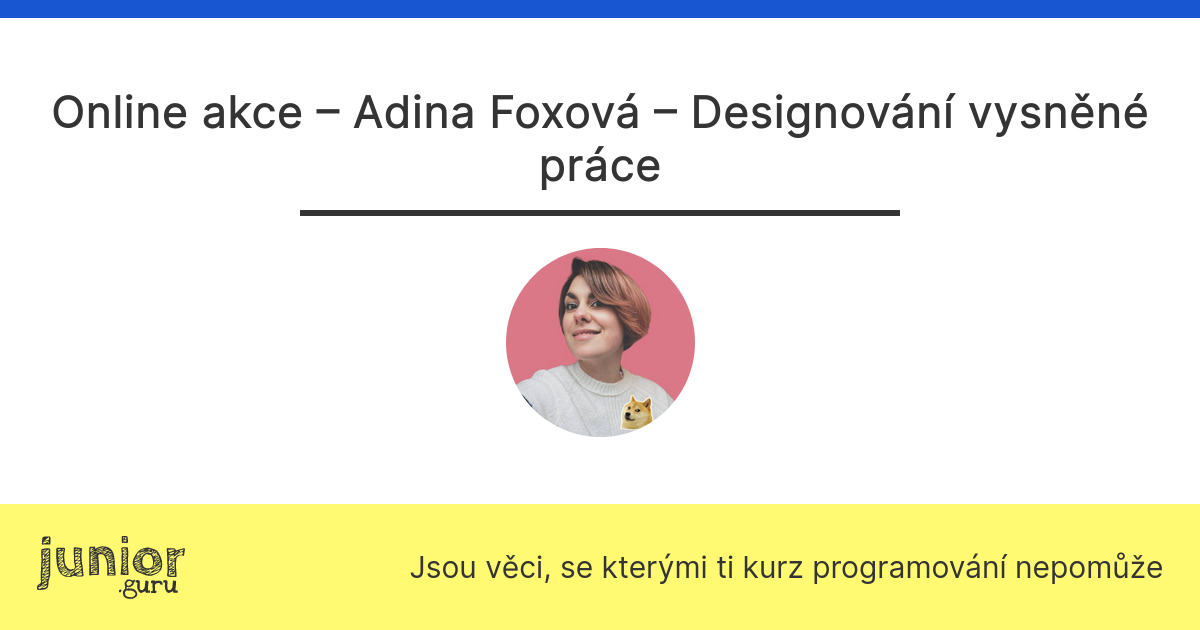 Online akce – Adina Foxová – Designování vysněné
práce
junior
.guru
Jsou věci, se kterými ti kurz programování nepomůže